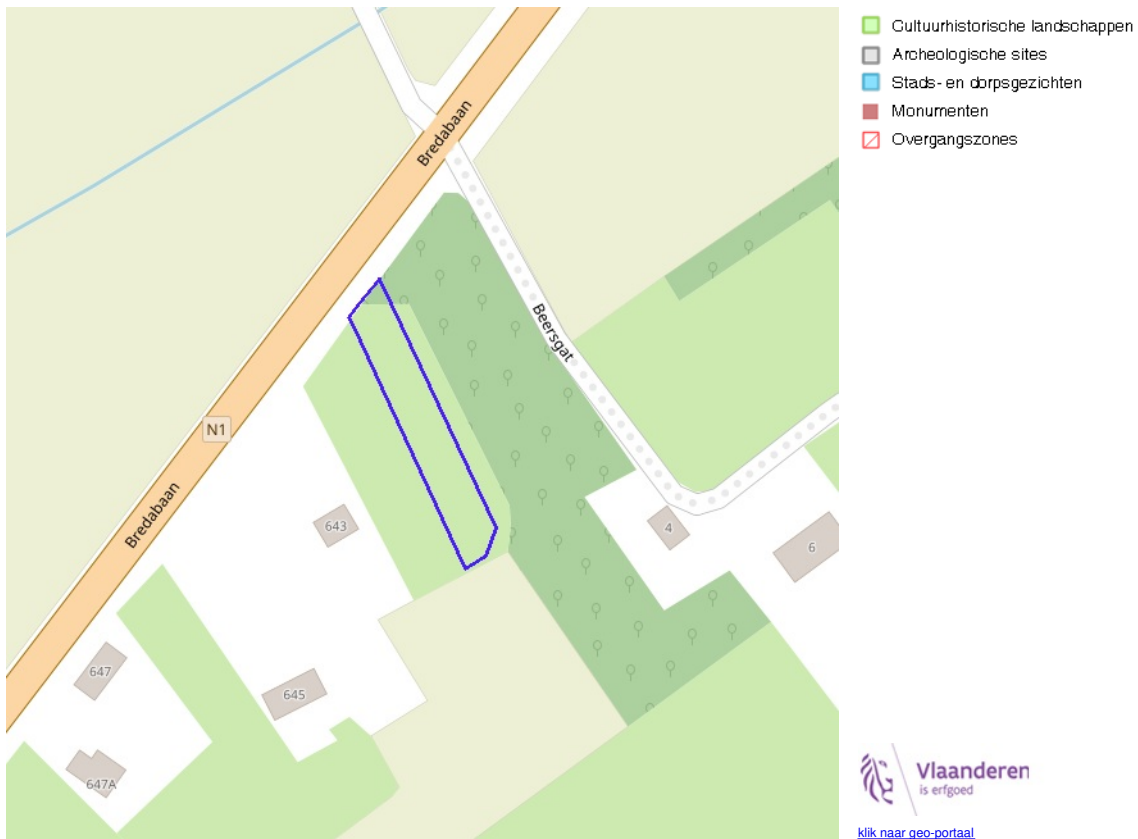 Bredabaan
Beersgat
N1
Bredabaan
643
4
6
647
645
647A
Cultuurhistorische landschappen
Archeologische sites
Stads- en dorpsgezichten
Monumenten
Overgangszones
Vlaanderen
is erfgoed
klik naar geo-portaal